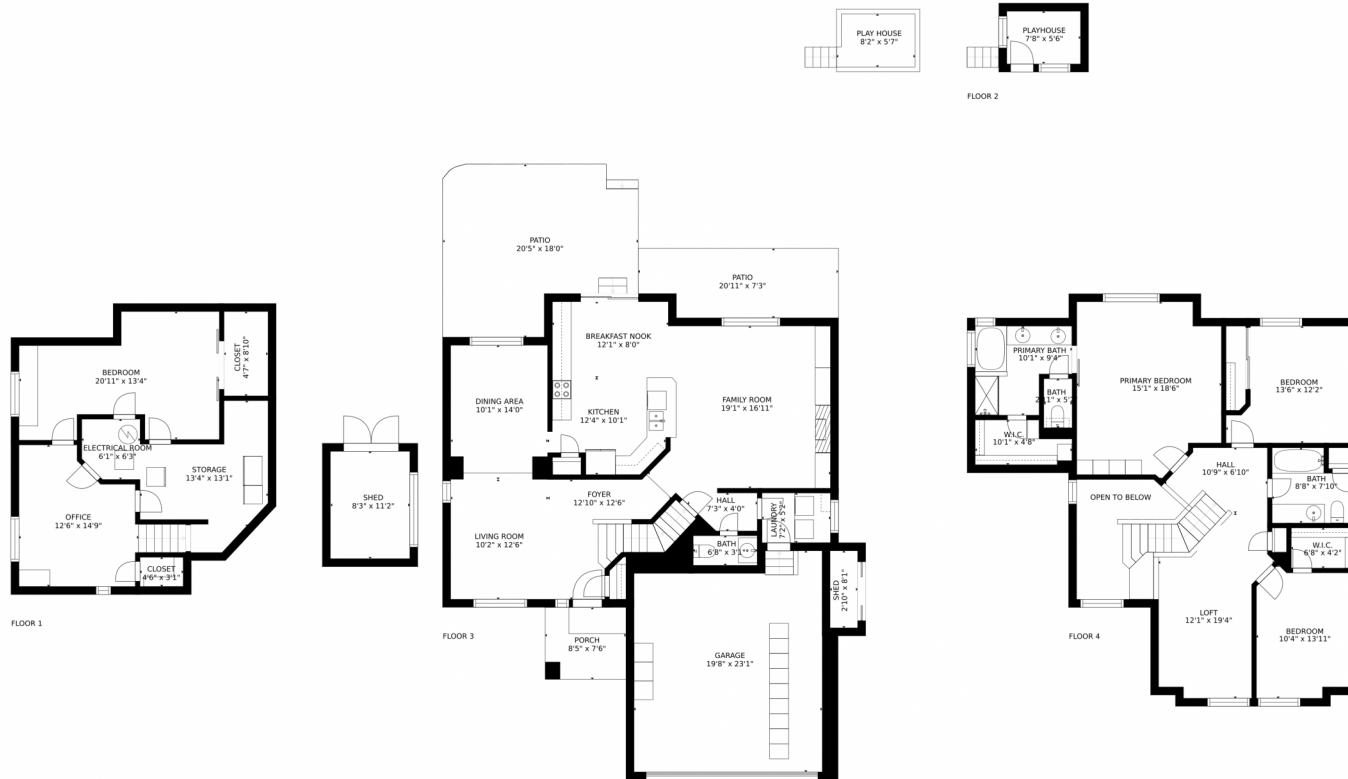 PLAY HOUSE
8'2" x 5'7"
PLAYHOUSE
7'8" x 5'6"
FLOOR 2
BEDROOM
20'11" x 13'4"
CLOSET
4'7" x 8'10"
ELECTRICAL ROOM
6'1" x 6'3"
STORAGE
13'4" x 13'1"
OFFICE
12'6" x 14'9"
CLOSET
4'6" x 3'1"
FLOOR 1
SHED
8'3" x 11'2"
PATIO
20'5" x 18'0"
PATIO
20'11" x 7'3"
BREAKFAST NOOK
12'1" x 8'0"
DINING AREA
10'1" x 14'0"
KITCHEN
12'4" x 10'1"
FAMILY ROOM
19'1" x 16'11"
FOYER
12'10" x 12'6"
HALL
7'3" x 4'0"
LAUNDRY
7'2" x 5'2"
LIVING ROOM
10'2" x 12'6"
BATH
6'8" x 3'1"
SHED
2'10" x 8'1"
PORCH
8'5" x 7'6"
GARAGE
19'8" x 23'1"
FLOOR 3
PRIMARY BATH
10'1" x 9'4"
BATH
PRIMARY BEDROOM
15'1" x 18'6"
BEDROOM
13'6" x 12'2"
W.I.C.
10'1" x 4'8"
HALL
10'9" x 6'10"
OPEN TO BELOW
BATH
8'8" x 7'10"
W.I.C.
6'8" x 4'2"
LOFT
12'1" x 19'4"
BEDROOM
10'4" x 13'11"
FLOOR 4